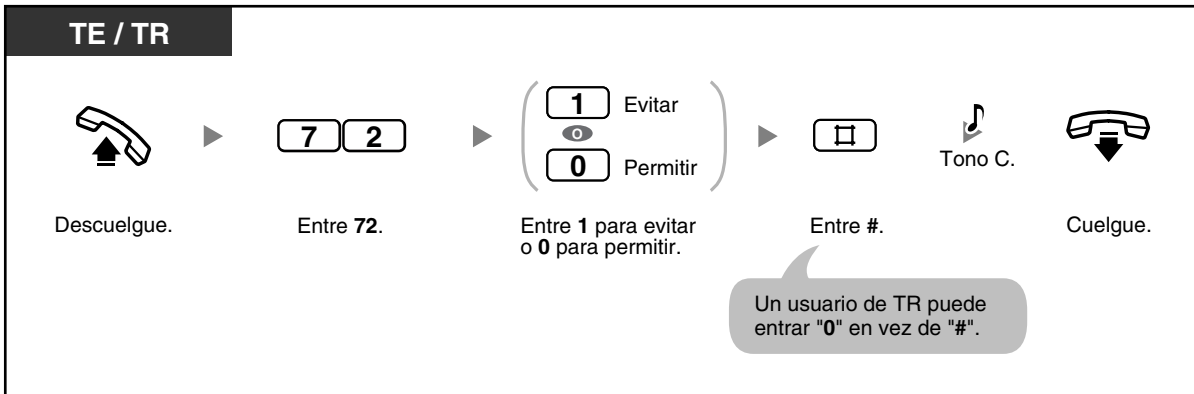 TE / TR
7 2
1 Evitar
o
0 Permitir
#
Tono C.
Descuelgue.
Entre 72.
Entre 1 para evitar
o 0 para permitir.
Entre #.
Cuelgue.
Un usuario de TR puede
entrar "0" en vez de "#".